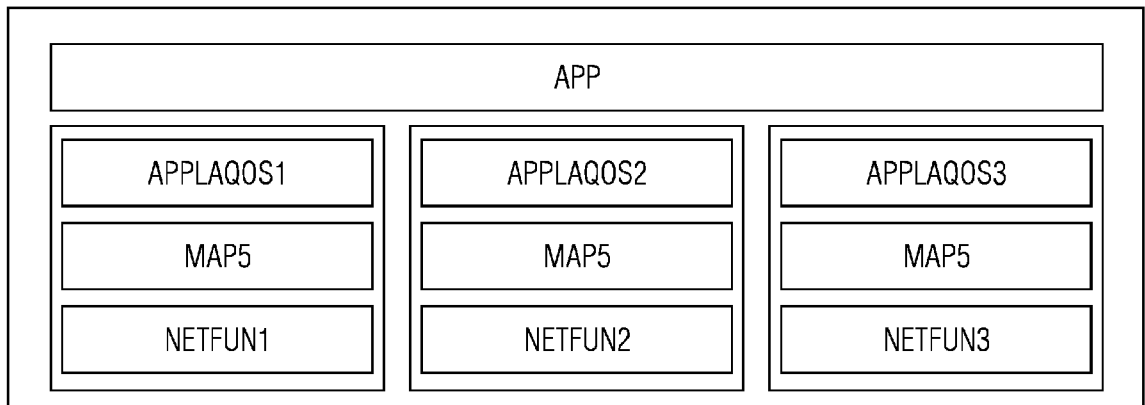 APP
APPLAQOS1
APPLAQOS2
APPLAQOS3
MAP5
MAP5
MAP5
NETFUN1
NETFUN2
NETFUN3